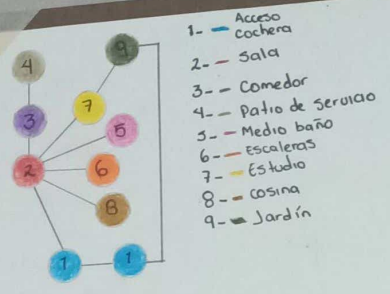 4
3
2
9
7
5
6
8
1
1
1- Acceso
cochera
2- Sala
3- Comedor
4- Patio de servicio
5- Medio baño
6- Escaleras
7- Estudio
8- cosina
9- Jardín